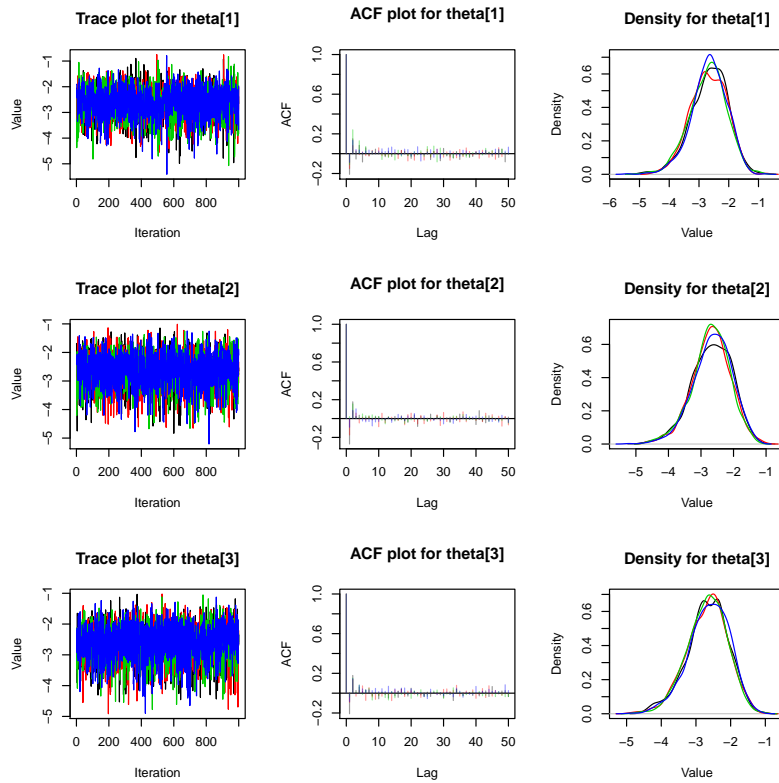 Trace plot for theta[1]
Value
−5 −4 −3 −2 −1
0 200 400 600 800
Iteration
ACF plot for theta[1]
ACF
−0.2 0.2 0.6 1.0
0 10 20 30 40 50
Lag
Density for theta[1]
Density
0.0 0.2 0.4 0.6
−6 −5 −4 −3 −2 −1
Value
Trace plot for theta[2]
Value
−5 −4 −3 −2 −1
0 200 400 600 800
Iteration
ACF plot for theta[2]
ACF
−0.2 0.2 0.6 1.0
0 10 20 30 40 50
Lag
Density for theta[2]
Density
0.0 0.2 0.4 0.6
−5 −4 −3 −2 −1
Value
Trace plot for theta[3]
Value
−5 −4 −3 −2 −1
0 200 400 600 800
Iteration
ACF plot for theta[3]
ACF
−0.2 0.2 0.6 1.0
0 10 20 30 40 50
Lag
Density for theta[3]
Density
0.0 0.2 0.4 0.6
−5 −4 −3 −2 −1
Value